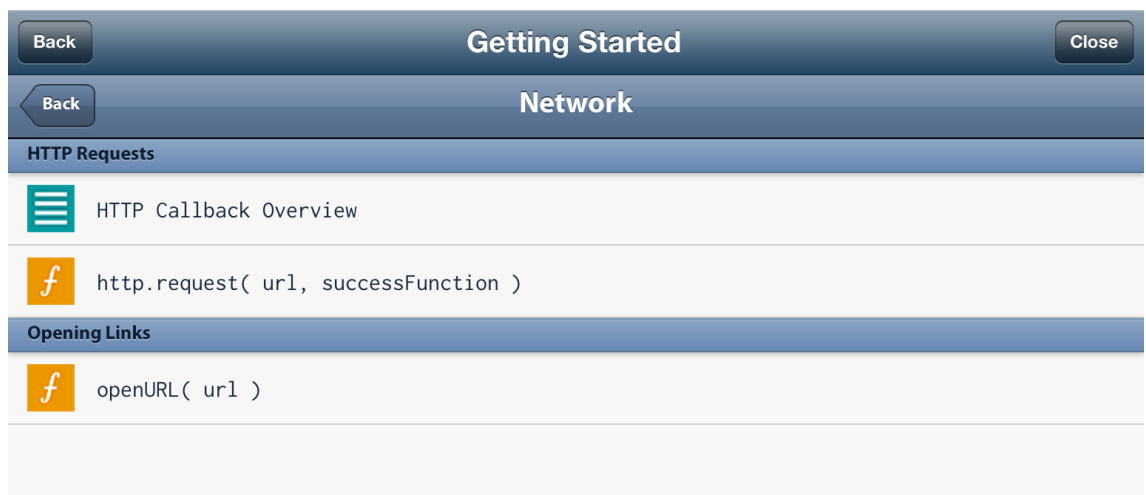 Back
Getting Started
Close
Back
Network
HTTP Requests
HTTP Callback Overview
f
http.request( url, successFunction )
Opening Links
f
openURL( url )